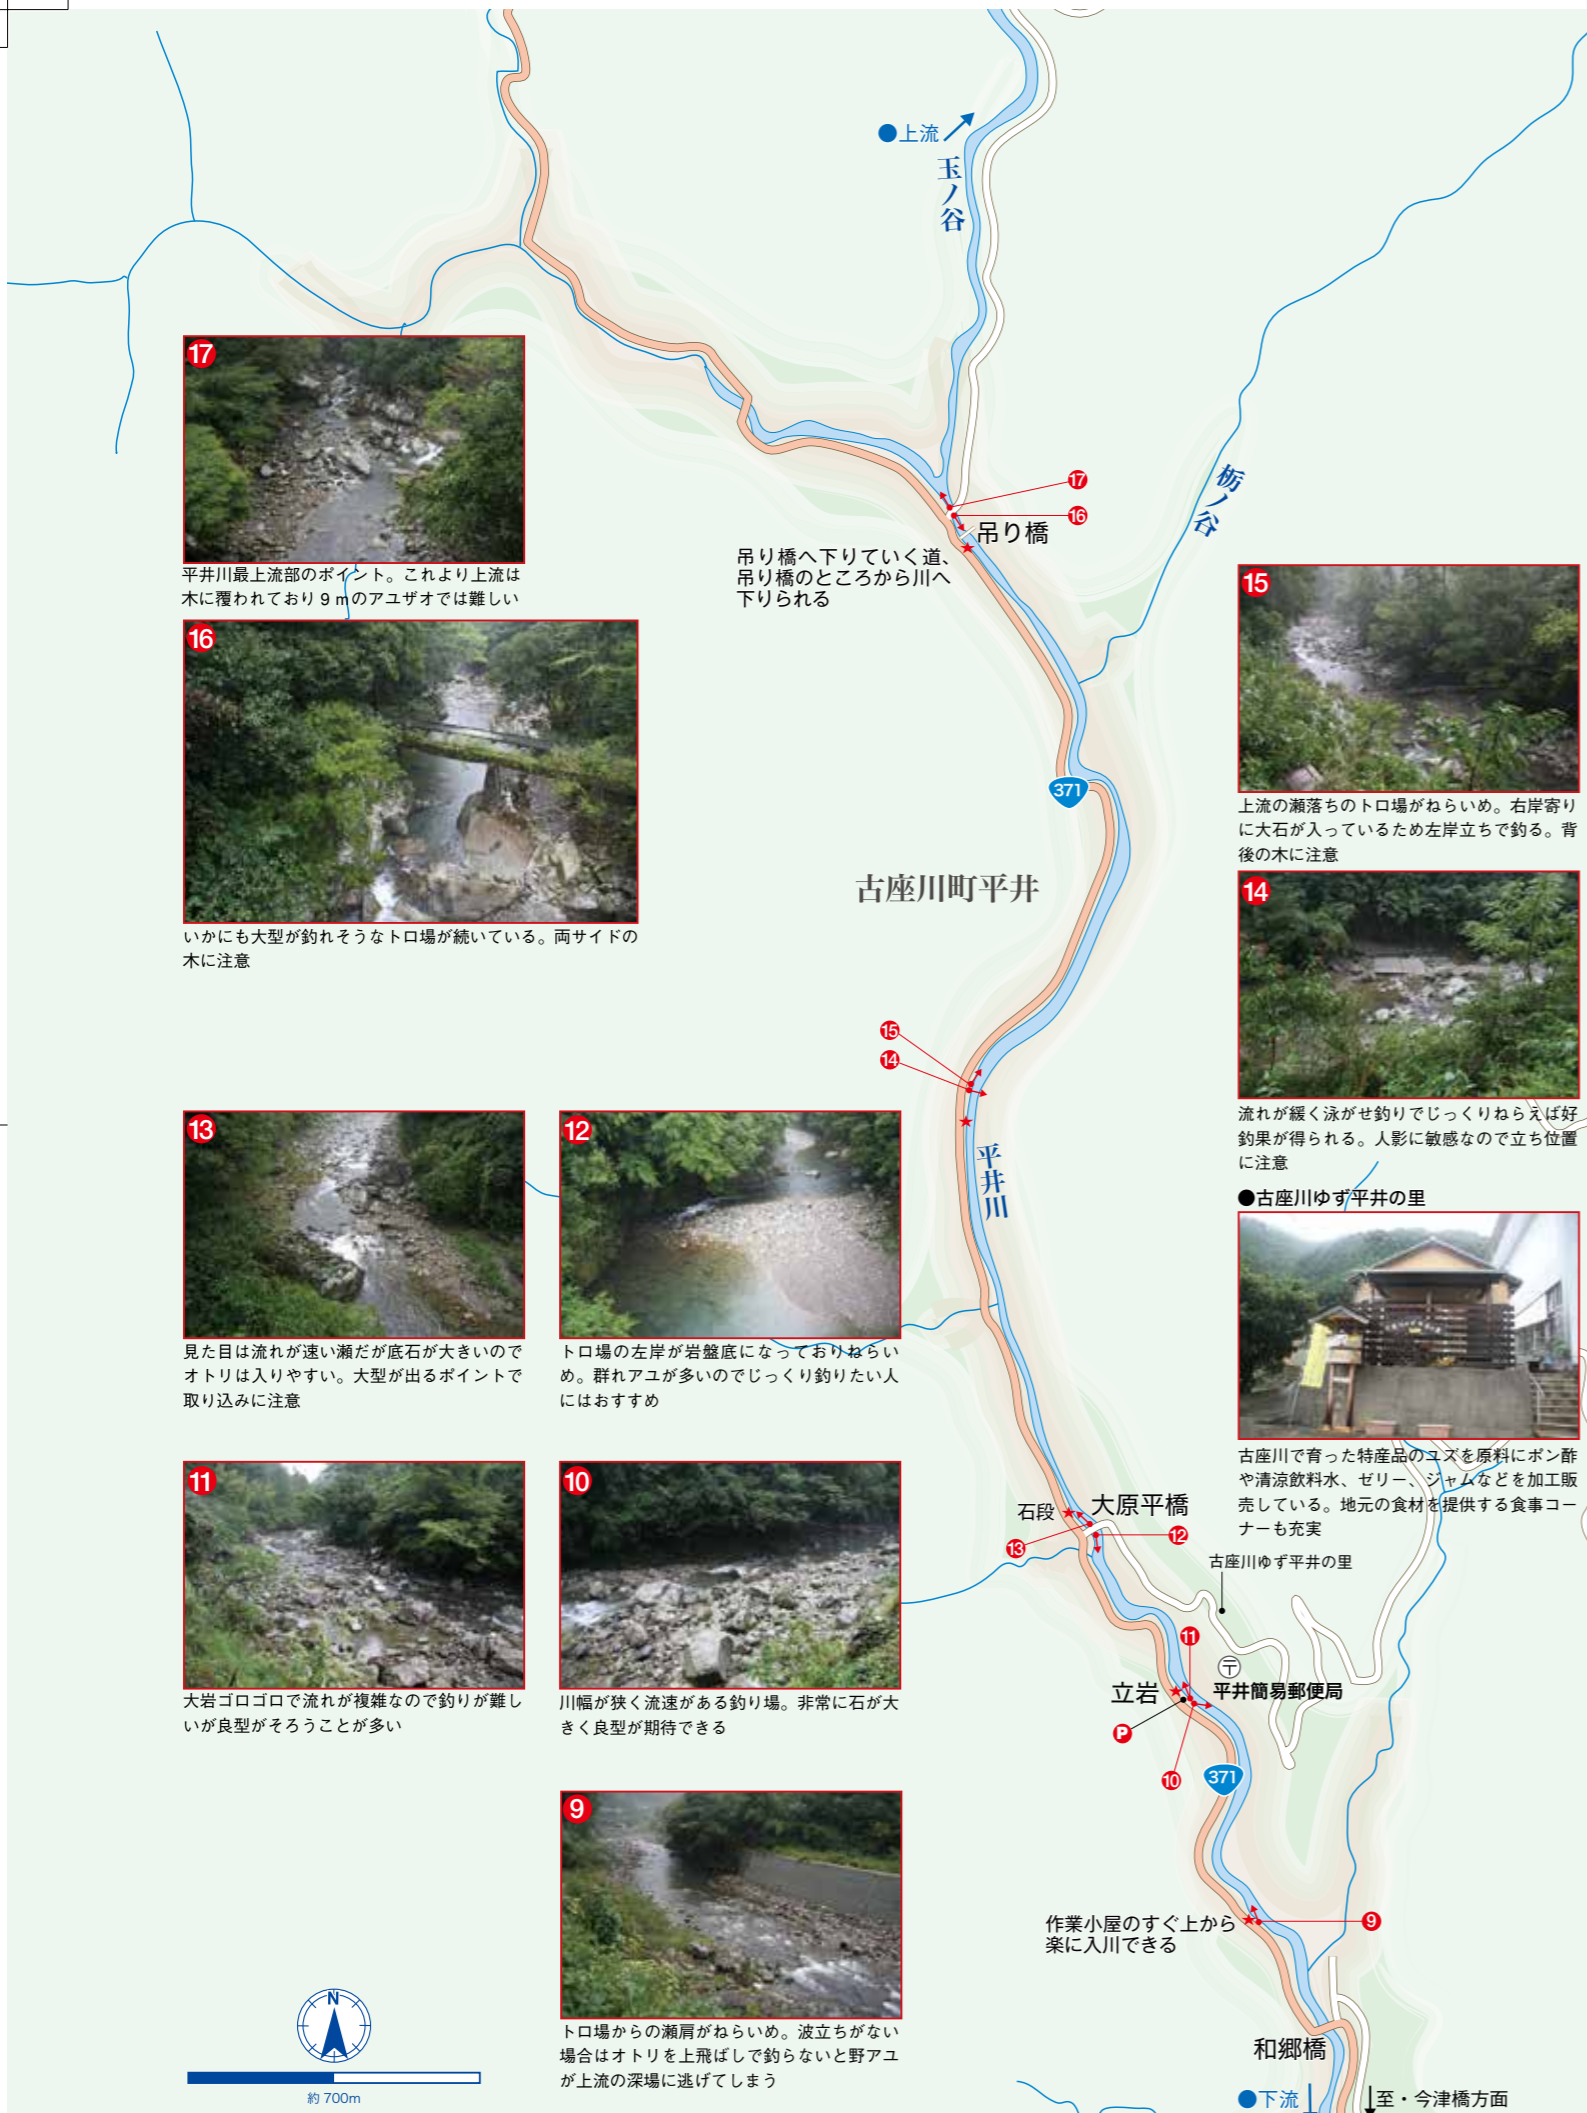 ●上流
玉ノ谷
栃ノ谷
17
平井川最上流部のポイント。これより上流は
木に覆われており9mのアユザオでは難しい
17
16
吊り橋
吊り橋へ下りていく道、
吊り橋のところから川へ
下りられる
16
いかにも大型が釣れそうなトロ場が続いている。両サイドの
木に注意
15
上流の瀬落ちのトロ場がねらいめ。右岸寄り
に大石が入っているため左岸立ちで釣る。背
後の木に注意
371
古座川町平井
14
流れが緩く泳がせ釣りでじっくりねらえば好
釣果が得られる。人影に敏感なので立ち位置
に注意
15
14
平井川
13
見た目は流れが速い瀬だが底石が大きいので
オトリは入りやすい。大型が出るポイントで
取り込みに注意
12
トロ場の左岸が岩盤底になっておりねらい
め。群れアユが多いのでじっくり釣りたい人
にはおすすめ
●古座川ゆず平井の里
古座川で育った特産品のユズを原料にポン酢
や清涼飲料水、ゼリー、ジャムなどを加工販
売している。地元の食材を提供する食事コー
ナーも充実
11
大岩ゴロゴロで流れが複雑なので釣りが難し
いが良型がそろうことが多い
10
川幅が狭く流速がある釣り場。非常に石が大
きく良型が期待できる
石段
大原平橋
13
12
古座川ゆず平井の里
11
〒
平井簡易郵便局
立岩
P
10
371
9
トロ場からの瀬肩がねらいめ。波立ちがない
場合はオトリを上飛ばしで釣らないと野アユ
が上流の深場に逃げてしまう
作業小屋のすぐ上から
楽に入川できる
9
和郷橋
●下流
至・今津橋方面
N
約700m